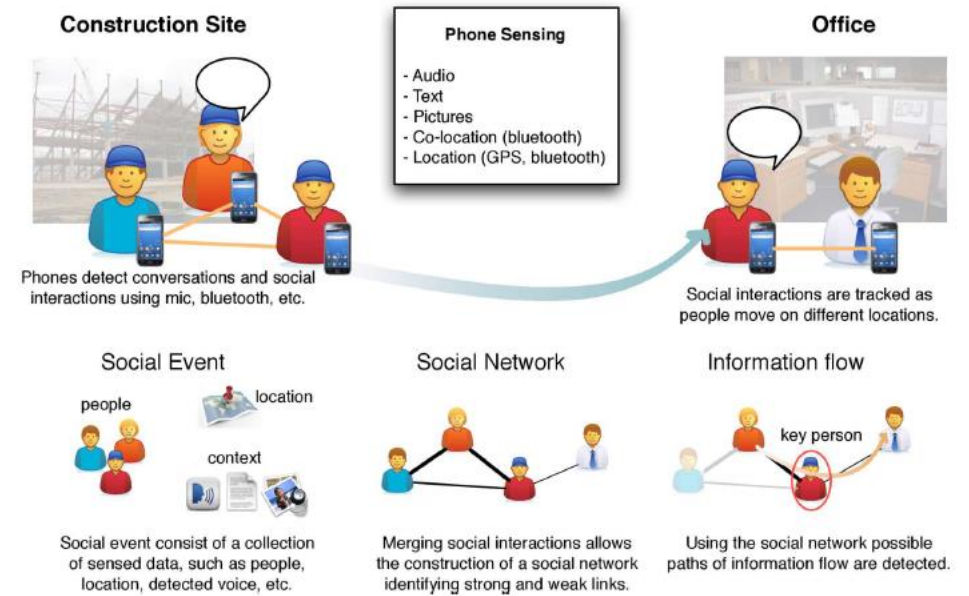 Construction Site
Phone Sensing
- Audio
- Text
- Pictures
- Co-location (bluetooth)
- Location (GPS, bluetooth)
Office
Phones detect conversations and social
interactions using mic, bluetooth, etc.
Social interactions are tracked as
people move on different locations.
Social Event
people
location
context
Social event consist of a collection
of sensed data, such as people,
location, detected voice, etc.
Social Network
Merging social interactions allows
the construction of a social network
identifying strong and weak links.
Information flow
key person
Using the social network possible
paths of information flow are detected.